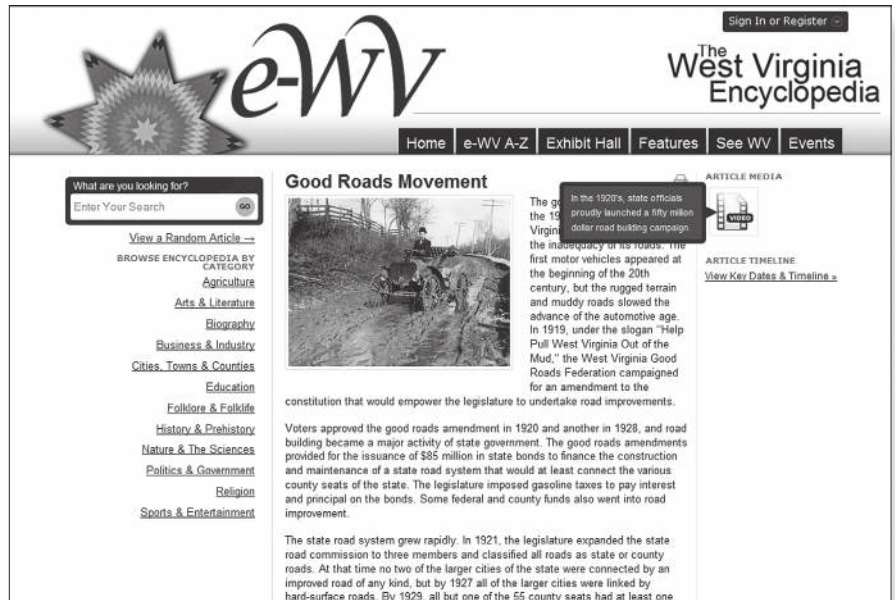 Sign In or Register
e-WV
The
West Virginia
Encyclopedia
Home
e-WV A-Z
Exhibit Hall
Features
See WV
Events
What are you looking for?
Enter Your Search
GO
View a Random Article →
BROWSE ENCYCLOPEDIA BY
CATEGORY
Agriculture
Arts & Literature
Biography
Business & Industry
Cities, Towns & Counties
Education
Folklore & Folklife
History & Prehistory
Nature & The Sciences
Politics & Government
Religion
Sports & Entertainment
Good Roads Movement
The
the 19
Virgini
the inadequacy of its roads. The
first motor vehicles appeared at
the beginning of the 20th
century, but the rugged terrain
and muddy roads slowed the
advance of the automotive age.
In 1919, under the slogan "Help
Pull West Virginia Out of the
Mud," the West Virginia Good
Roads Federation campaigned
for an amendment to the
constitution that would empower the legislature to undertake road improvements.
Voters approved the good roads amendment in 1920 and another in 1928, and road
building became a major activity of state government. The good roads amendments
provided for the issuance of $85 million in state bonds to finance the construction
and maintenance of a state road system that would at least connect the various
county seats of the state. The legislature imposed gasoline taxes to pay interest
and principal on the bonds. Some federal and county funds also went into road
improvement.
The state road system grew rapidly. In 1921, the legislature expanded the state
road commission to three members and classified all roads as state or county
roads. At that time no two of the larger cities of the state were connected by an
improved road of any kind, but by 1927 all of the larger cities were linked by
hard-surface roads. By 1929, all but one of the 55 county seats had at least one
In the 1920's, state officials
proudly launched a fifty million
dollar road building campaign.
ARTICLE MEDIA
VIDEO
ARTICLE TIMELINE
View Key Dates & Timeline »